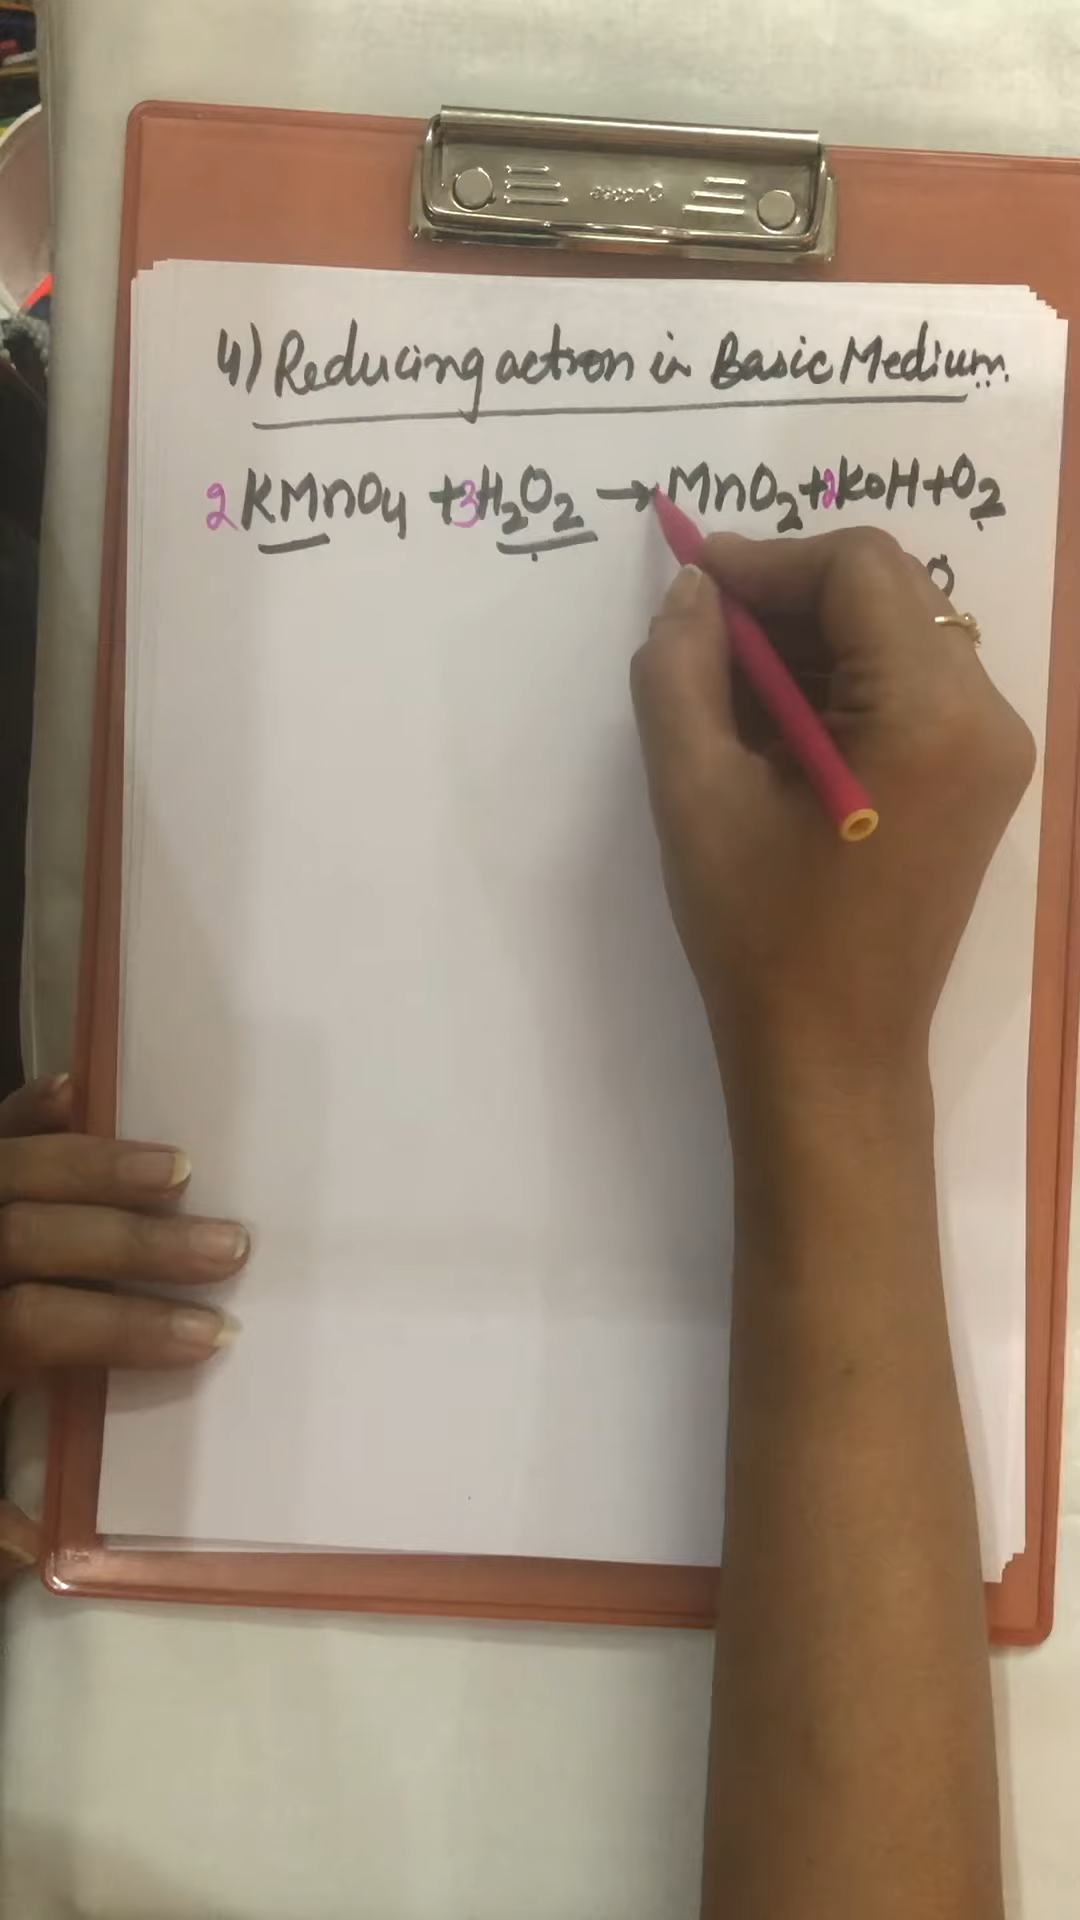 4) Reducing action in Basic Medium.
2KMnO4 + 3H2O2 → MnO2 + 2KOH + O2
O